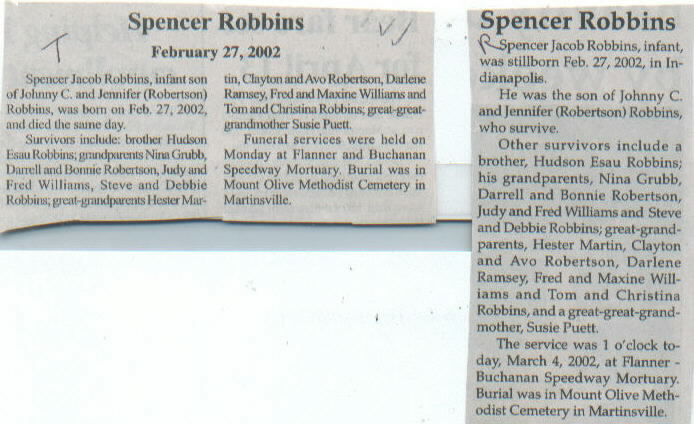 Spencer Robbins
T
VJ
February 27, 2002
Spencer Jacob Robbins, infant son
of Johnny C. and Jennifer (Robertson)
Robbins, was born on Feb. 27, 2002,
and died the same day.
Survivors include: brother Hudson
Esau Robbins; grandparents Nina Grubb,
Darrell and Bonnie Robertson, Judy and
Fred Williams, Steve and Debbie
Robbins; great-grandparents Hester Mar-
tin, Clayton and Avo Robertson, Darlene
Ramsey, Fred and Maxine Williams and
Tom and Christina Robbins; great-great-
grandmother Susie Puett.
Funeral services were held on
Monday at Flanner and Buchanan
Speedway Mortuary. Burial was in
Mount Olive Methodist Cemetery in
Martinsville.
Spencer Robbins
R
Spencer Jacob Robbins, infant,
was stillborn Feb. 27, 2002, in In-
dianapolis.
He was the son of Johnny C.
and Jennifer (Robertson) Robbins,
who survive.
Other survivors include a
brother, Hudson Esau Robbins;
his grandparents, Nina Grubb,
Darrell and Bonnie Robertson,
Judy and Fred Williams and Steve
and Debbie Robbins; great-grand-
parents, Hester Martin, Clayton
and Avo Robertson, Darlene
Ramsey, Fred and Maxine Will-
iams and Tom and Christina
Robbins, and a great-great-grand-
mother, Susie Puett.
The service was 1 o'clock to-
day, March 4, 2002, at Flanner -
Buchanan Speedway Mortuary.
Burial was in Mount Olive Meth-
odist Cemetery in Martinsville.